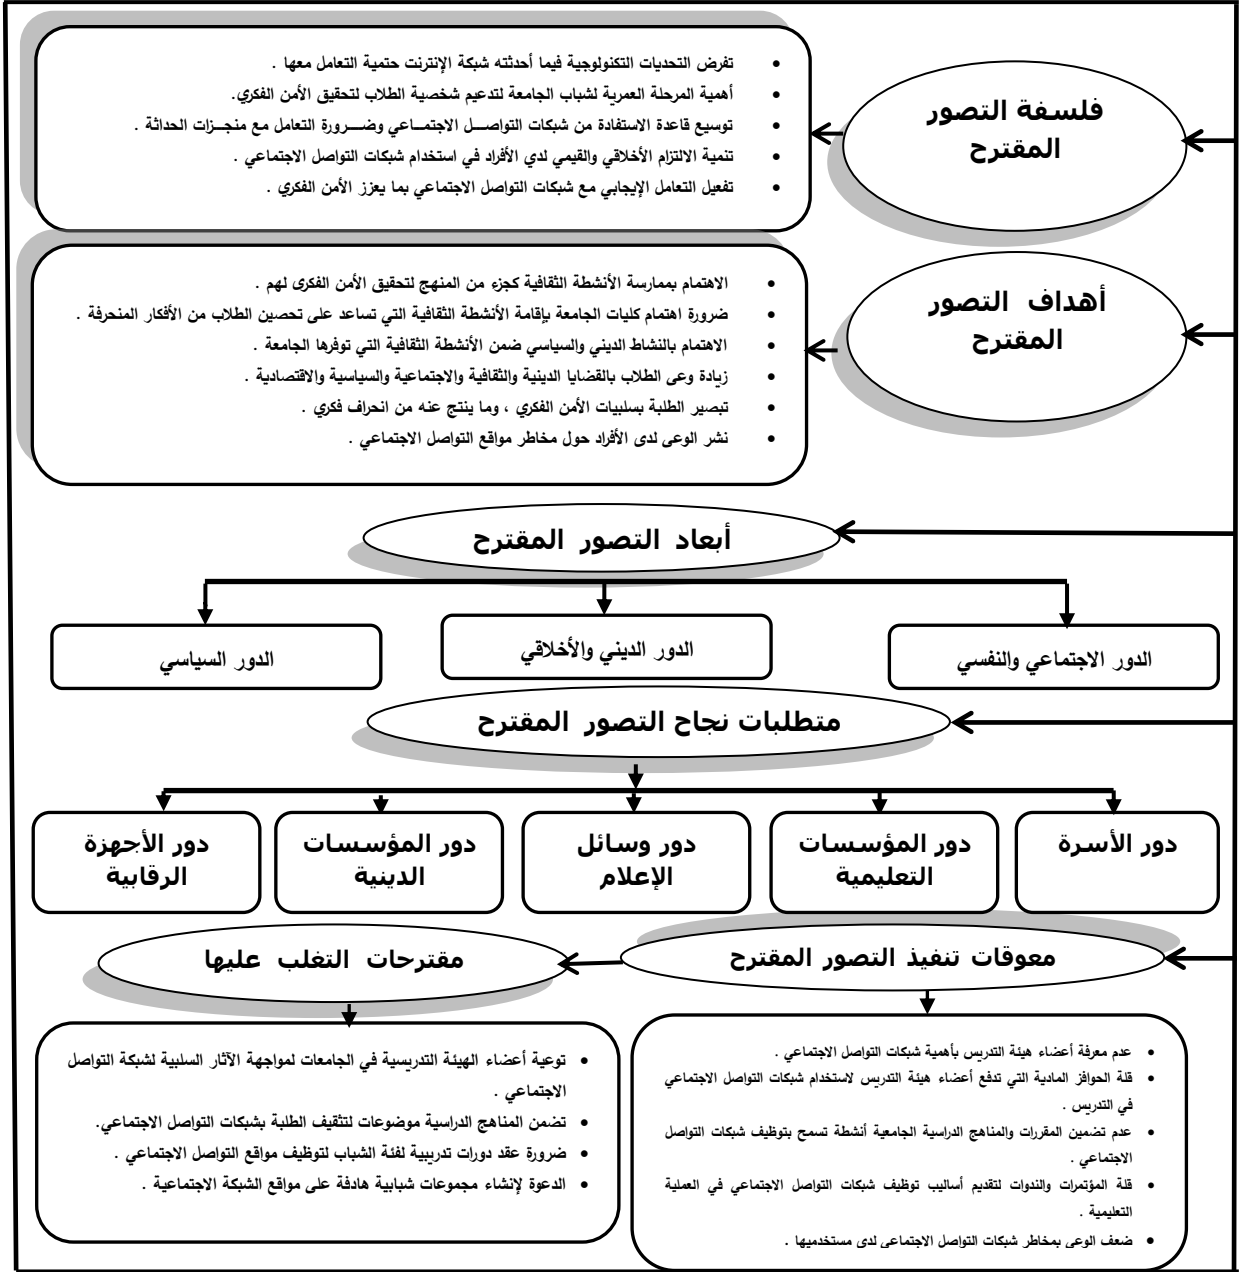 فلسفة التصور
المقترح
تفرض التحديات التكنولوجية فيما أحدثته شبكة الإنترنت حتمية التعامل معها .
أهمية المرحلة العمرية لشباب الجامعة لتدعيم شخصية الطلاب لتحقيق الأمن الفكري.
توسيع قاعدة الاستفادة من شبكات التواصـــل الاجتمـــاعي وضـــرورة التعامل مع منجـــزات الحداثة .
تنمية الالتزام الأخلاقي والقيمي لدي الأفراد في استخدام شبكات التواصل الاجتماعي .
تفعيل التعامل الإيجابي مع شبكات التواصل الاجتماعي بما يعزز الأمن الفكري .
أهداف التصور
المقترح
الاهتمام بممارسة الأنشطة الثقافية كجزء من المنهج لتحقيق الأمن الفكرى لهم .
ضرورة اهتمام كليات الجامعة بإقامة الأنشطة الثقافية التي تساعد على تحصين الطلاب من الأفكار المنحرفة .
الاهتمام بالنشاط الديني والسياسي ضمن الأنشطة الثقافية التي توفرها الجامعة .
زيادة وعى الطلاب بالقضايا الدينية والثقافية والاجتماعية والسياسية والاقتصادية .
تبصير الطلبة بسلبيات الأمن الفكري ، وما ينتج عنه من انحراف فكري .
نشر الوعى لدى الأفراد حول مخاطر مواقع التواصل الاجتماعي .
أبعاد التصور المقترح
الدور الاجتماعي والنفسي
الدور الديني والأخلاقي
الدور السياسي
متطلبات نجاح التصور المقترح
دور الأسرة
دور المؤسسات
التعليمية
دور وسائل
الإعلام
دور المؤسسات
الدينية
دور الأجهزة
الرقابية
معوقات تنفيذ التصور المقترح
عدم معرفة أعضاء هيئة التدريس بأهمية شبكات التواصل الاجتماعي .
قلة الحوافز المادية التي تدفع أعضاء هيئة التدريس لاستخدام شبكات التواصل الاجتماعي
في التدريس .
عدم تضمين المقررات والمناهج الدراسية الجامعية أنشطة تسمح بتوظيف شبكات التواصل
الاجتماعي .
قلة المؤتمرات والندوات لتقديم أساليب توظيف شبكات التواصل الاجتماعي في العملية
التعليمية .
ضعف الوعى بمخاطر شبكات التواصل الاجتماعى لدى مستخدميها .
مقترحات التغلب عليها
توعية أعضاء الهيئة التدريسية في الجامعات لمواجهة الآثار السلبية لشبكة التواصل
الاجتماعي .
تضمن المناهج الدراسية موضوعات لتثقيف الطلبة بشبكات التواصل الاجتماعي.
ضرورة عقد دورات تدريبية لفئة الشباب لتوظيف مواقع التواصل الاجتماعي .
الدعوة لإنشاء مجموعات شبابية هادفة على مواقع الشبكة الاجتماعية .